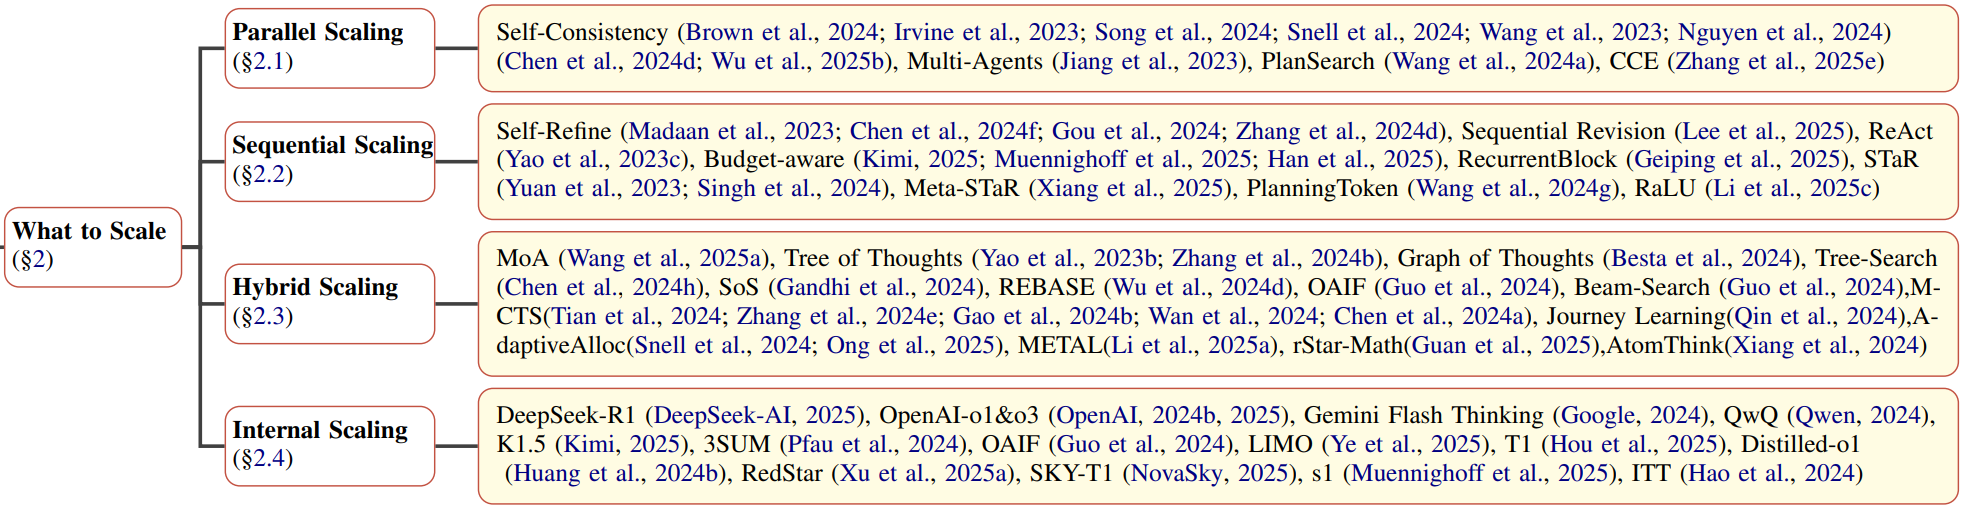 Parallel Scaling
(§2.1)
Self-Consistency (Brown et al., 2024; Irvine et al., 2023; Song et al., 2024; Snell et al., 2024; Wang et al., 2023; Nguyen et al., 2024)
(Chen et al., 2024d; Wu et al., 2025b), Multi-Agents (Jiang et al., 2023), PlanSearch (Wang et al., 2024a), CCE (Zhang et al., 2025e)
Sequential Scaling
(§2.2)
Self-Refine (Madaan et al., 2023; Chen et al., 2024f; Gou et al., 2024; Zhang et al., 2024d), Sequential Revision (Lee et al., 2025), ReAct
(Yao et al., 2023c), Budget-aware (Kimi, 2025; Muennighoff et al., 2025; Han et al., 2025), RecurrentBlock (Geiping et al., 2025), STaR
(Yuan et al., 2023; Singh et al., 2024), Meta-STaR (Xiang et al., 2025), PlanningToken (Wang et al., 2024g), RaLU (Li et al., 2025c)
What to Scale
(§2)
Hybrid Scaling
(§2.3)
MoA (Wang et al., 2025a), Tree of Thoughts (Yao et al., 2023b; Zhang et al., 2024b), Graph of Thoughts (Besta et al., 2024), Tree-Search
(Chen et al., 2024h), SoS (Gandhi et al., 2024), REBASE (Wu et al., 2024d), OAIF (Guo et al., 2024), Beam-Search (Guo et al., 2024),M-
CTS(Tian et al., 2024; Zhang et al., 2024e; Gao et al., 2024b; Wan et al., 2024; Chen et al., 2024a), Journey Learning(Qin et al., 2024),A-
daptiveAlloc(Snell et al., 2024; Ong et al., 2025), METAL(Li et al., 2025a), rStar-Math(Guan et al., 2025),AtomThink(Xiang et al., 2024)
Internal Scaling
(§2.4)
DeepSeek-R1 (DeepSeek-AI, 2025), OpenAI-o1&o3 (OpenAI, 2024b, 2025), Gemini Flash Thinking (Google, 2024), QwQ (Qwen, 2024),
K1.5 (Kimi, 2025), 3SUM (Pfau et al., 2024), OAIF (Guo et al., 2024), LIMO (Ye et al., 2025), T1 (Hou et al., 2025), Distilled-o1
(Huang et al., 2024b), RedStar (Xu et al., 2025a), SKY-T1 (NovaSky, 2025), s1 (Muennighoff et al., 2025), ITT (Hao et al., 2024)